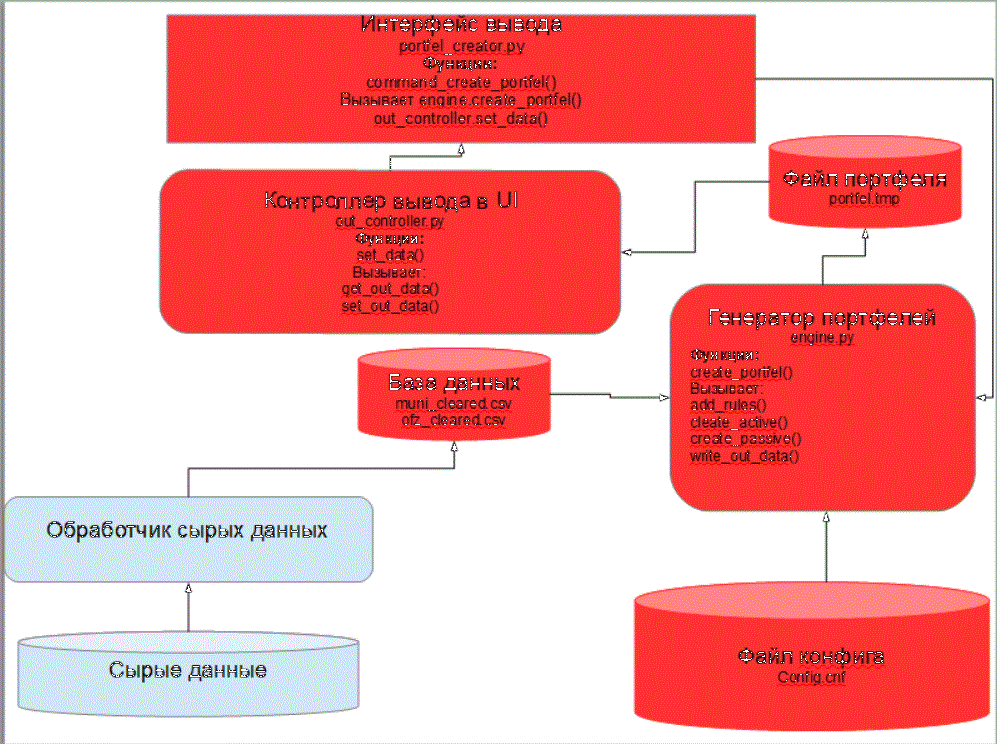 Интерфейс вывода
portfel_creator.py
Функции:
command_create_portfel()
Вызывает engine.create_portfel()
out_controller.set_data()
Файл портфеля
portfel.tmp
Контроллер вывода в UI
out_controller.py
Функции:
set_data()
Вызывает:
get_out_data()
set_out_data()
Генератор портфелей
engine.py
Функции:
create_portfel()
Вызывает:
add_rules()
cleate_active()
create_passive()
write_out_data()
База данных
muni_cleared.csv
ofz_cleared.csv
Обработчик сырых данных
Сырые данные
Файл конфига
Config.cnf